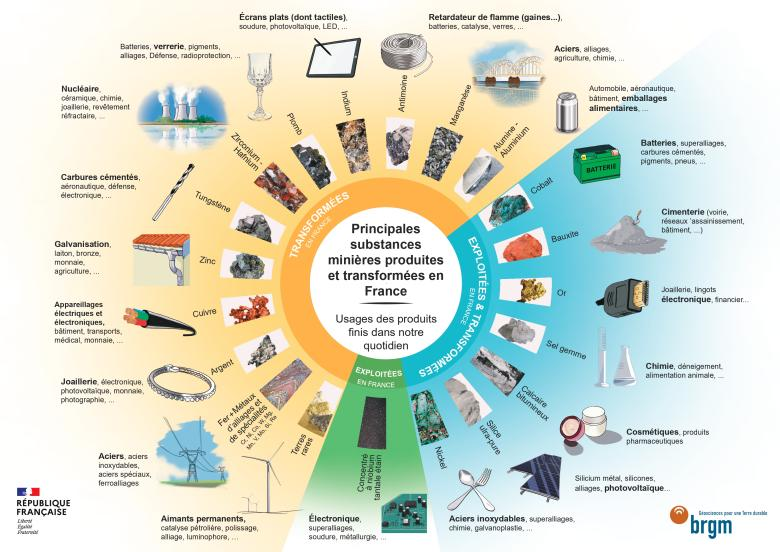 Écrans plats (dont tactiles),
soudure, photovoltaïque, LED, ...
Retardateur de flamme (gaines...),
batteries, catalyse, verres, ...
Batteries, verrerie, pigments,
alliages, Défense, radioprotection, ...
Aciers, alliages,
agriculture, chimie, ...
Nucléaire,
céramique, chimie,
joaillerie, revêtement
réfractaire, ...
Automobile, aéronautique,
bâtiment, emballages
alimentaires, ...
BATTERIE
Batteries, superalliages,
carbures cémentés,
pigments, pneus, ...
Carbures cémentés,
aéronautique, défense,
électronique, ...
Cimenterie (voirie,
réseaux 'assainissement,
bâtiment, ...)
Galvanisation,
laiton, bronze,
monnaie,
agriculture, ...
Joaillerie, lingots
électronique, financier...
Appareillages
électriques et
électroniques,
bâtiment, transports,
médical, monnaie, ...
Chimie, déneigement,
alimentation animale, ...
Joaillerie, électronique,
photovoltaïque, monnaie,
photographie, ...
Cosmétiques, produits
pharmaceutiques
Aciers, aciers
inoxydables,
aciers spéciaux,
ferroalliages
Silicium métal, silicones,
alliages, photovoltaïque...
Aimants permanents,
catalyse pétrolière, polissage,
alliage, luminophore, ...
Électronique,
superalliages,
soudure, métallurgie, ...
Aciers inoxydables, superalliages,
chimie, galvanoplastie, ...
Argent
Cuivre
Zinc
Tungstène
Zirconium -
Hafnium
Plomb
Indium
Antimoine
Manganèse
Alumine -
Aluminium
Cobalt
Bauxite
Or
Sel gemme
Calcaire
bitumineux
Silice
ultra-pure
Nickel
Concentré
à niobium
tantale étain
Terres
rares
Fer + Métaux
d'alliages et
de spécialités
Cr, Ni, Co, W, Mg,
Mn, V, Mo, Si, Re
TRANSFORMÉES
EN FRANCE
EXPLOITÉES & TRANSFORMÉES
EN FRANCE
EXPLOITÉES
EN FRANCE
Principales
substances
minières produites
et transformées en
France
Usages des produits
finis dans notre
quotidien
RÉPUBLIQUE
FRANÇAISE
Liberté
Égalité
Fraternité
Géosciences pour une Terre durable
brgm